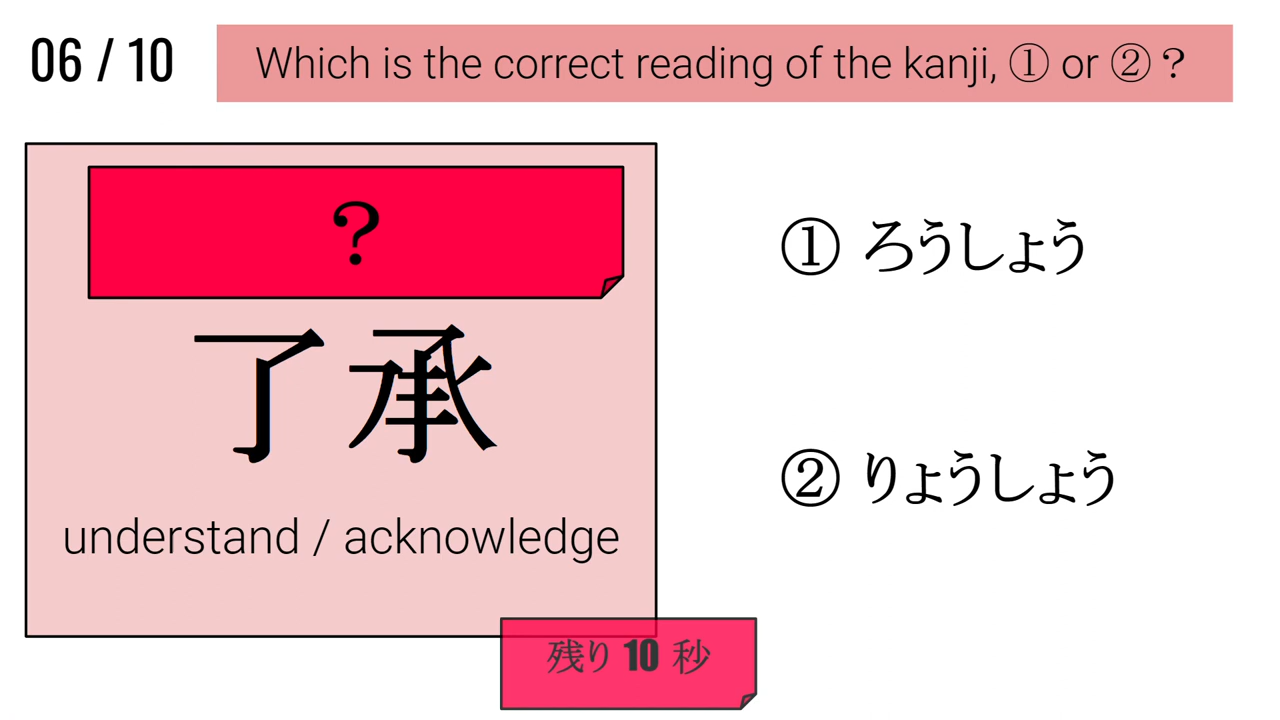 06 / 10
Which is the correct reading of the kanji, ① or ②？
？
了承
understand / acknowledge
① ろうしょう
② りょうしょう
残り 10 秒